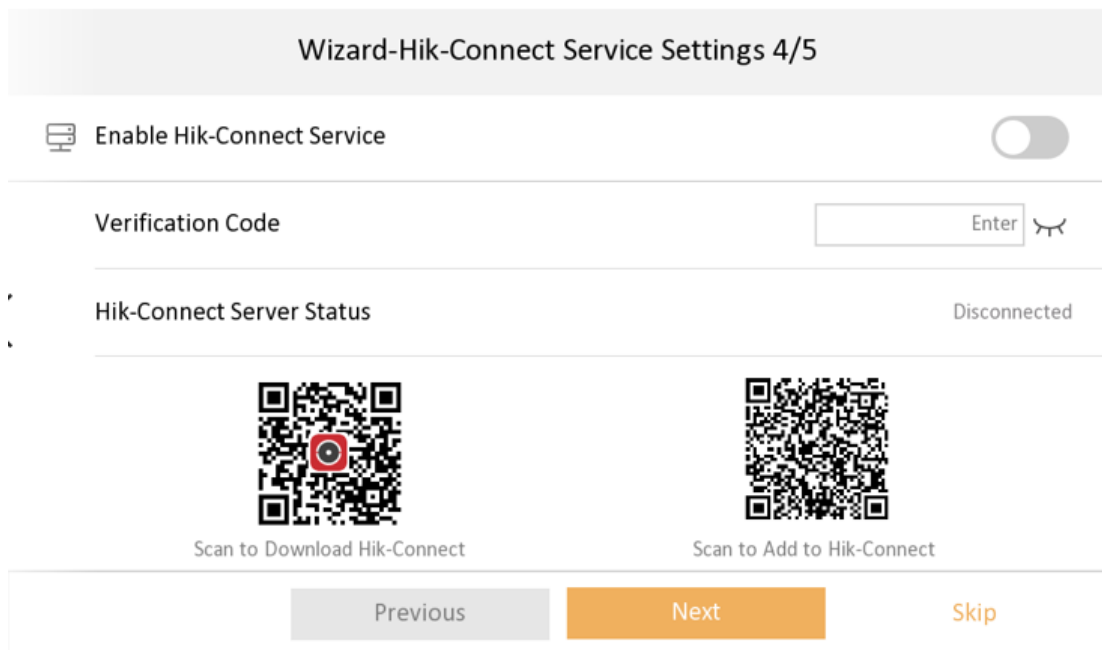 Wizard-Hik-Connect Service Settings 4/5
Enable Hik-Connect Service
Verification Code
Enter
Hik-Connect Server Status
Disconnected
Scan to Download Hik-Connect
Scan to Add to Hik-Connect
Previous
Next
Skip